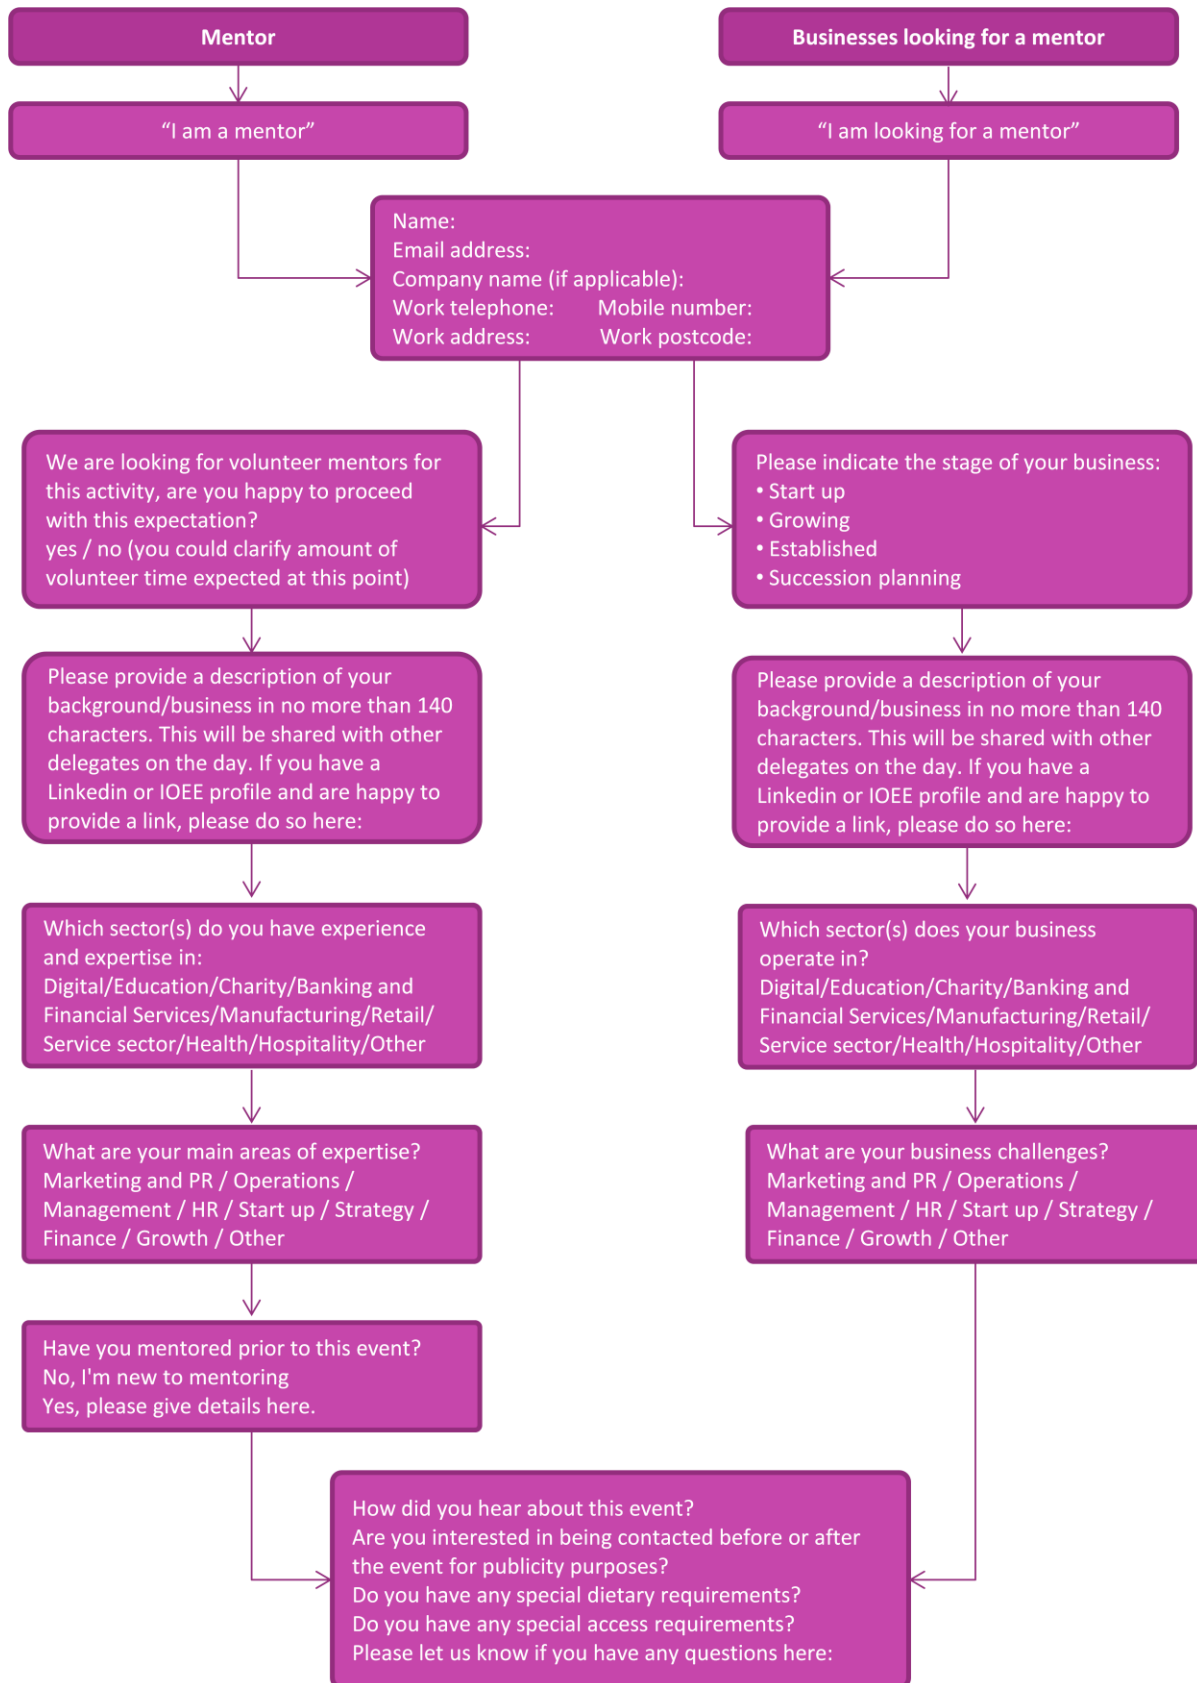 Mentor
Businesses looking for a mentor
“I am a mentor”
“I am looking for a mentor”
Name:
Email address:
Company name (if applicable):
Work telephone: Mobile number:
Work address: Work postcode:
We are looking for volunteer mentors for
this activity, are you happy to proceed
with this expectation?
yes / no (you could clarify amount of
volunteer time expected at this point)
Please indicate the stage of your business:
• Start up
• Growing
• Established
• Succession planning
Please provide a description of your
background/business in no more than 140
characters. This will be shared with other
delegates on the day. If you have a
Linkedin or IOEE profile and are happy to
provide a link, please do so here:
Please provide a description of your
background/business in no more than 140
characters. This will be shared with other
delegates on the day. If you have a
Linkedin or IOEE profile and are happy to
provide a link, please do so here:
Which sector(s) do you have experience
and expertise in:
Digital/Education/Charity/Banking and
Financial Services/Manufacturing/Retail/
Service sector/Health/Hospitality/Other
Which sector(s) does your business
operate in?
Digital/Education/Charity/Banking and
Financial Services/Manufacturing/Retail/
Service sector/Health/Hospitality/Other
What are your main areas of expertise?
Marketing and PR / Operations /
Management / HR / Start up / Strategy /
Finance / Growth / Other
What are your business challenges?
Marketing and PR / Operations /
Management / HR / Start up / Strategy /
Finance / Growth / Other
Have you mentored prior to this event?
No, I'm new to mentoring
Yes, please give details here.
How did you hear about this event?
Are you interested in being contacted before or after
the event for publicity purposes?
Do you have any special dietary requirements?
Do you have any special access requirements?
Please let us know if you have any questions here: